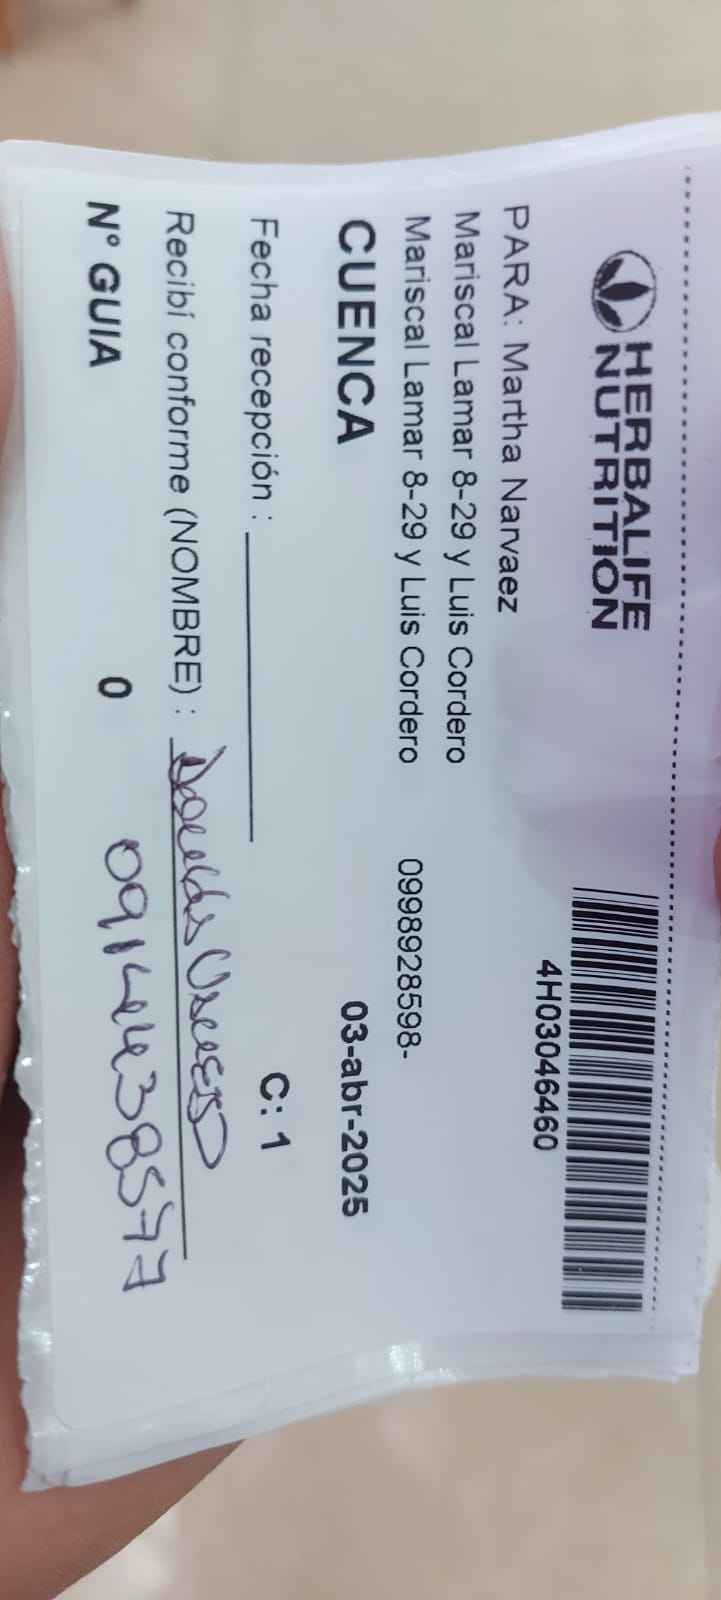 HERBALIFE
NUTRITION
4H03046460
PARA: Martha Narvaez
Mariscal Lamar 8-29 y Luis Cordero
Mariscal Lamar 8-29 y Luis Cordero 0998928598-
CUENCA 03-abr-2025
Fecha recepción : C: 1
Recibí conforme (NOMBRE) :
N° GUIA 0 0914438577